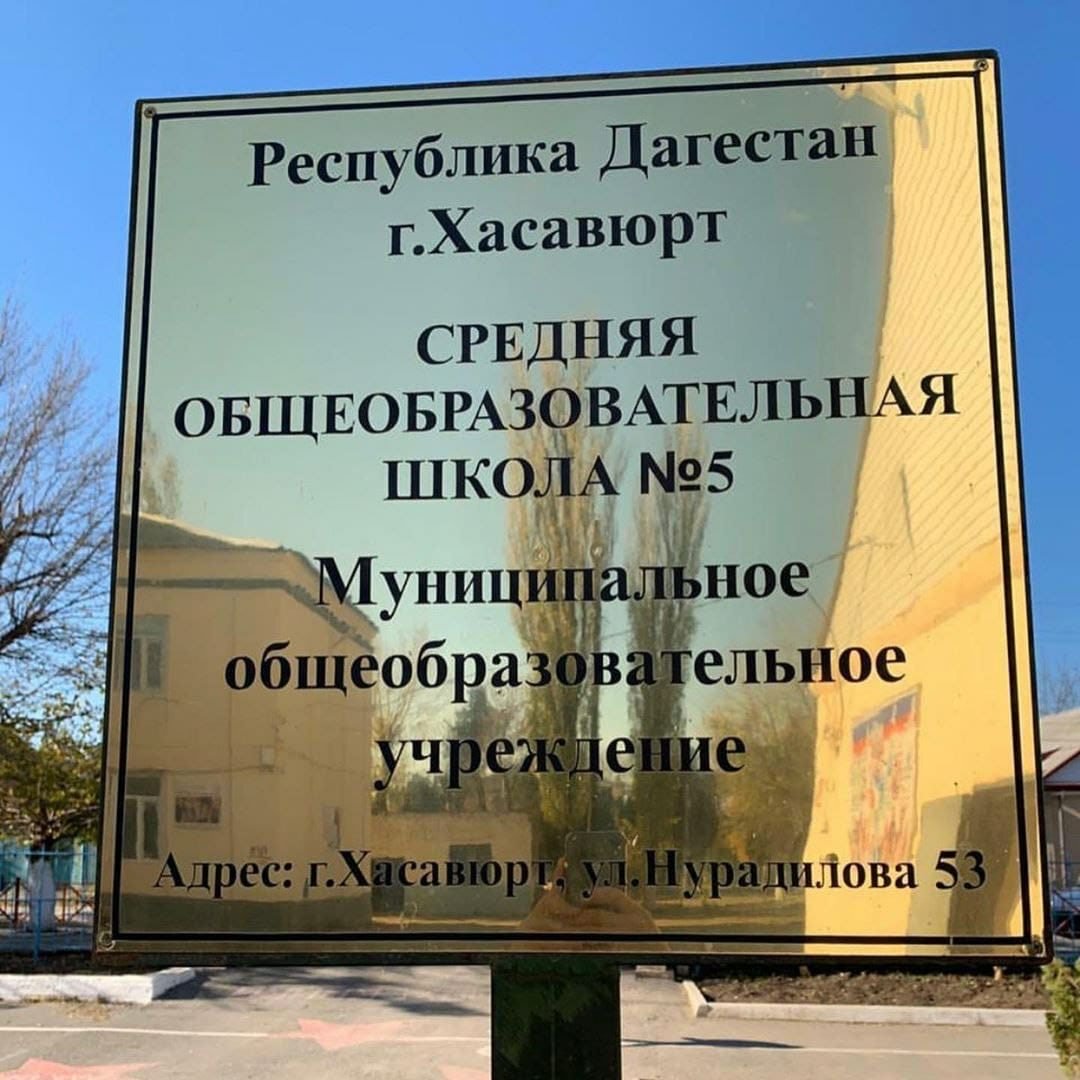 Республика Дагестан
г.Хасавюрт
СРЕДНЯЯ
ОБЩЕОБРАЗОВАТЕЛЬНАЯ
ШКОЛА №5
Муниципальное
общеобразовательное
учреждение
Адрес: г.Хасавюрт, ул.Нурадилова 53